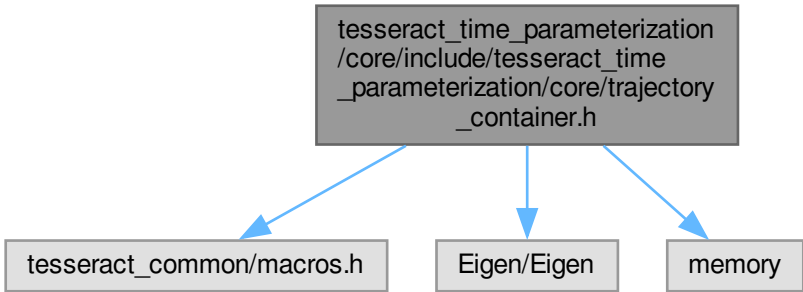 tesseract_time_parameterization
/core/include/tesseract_time
_parameterization/core/trajectory
_container.h
tesseract_common/macros.h
Eigen/Eigen
memory